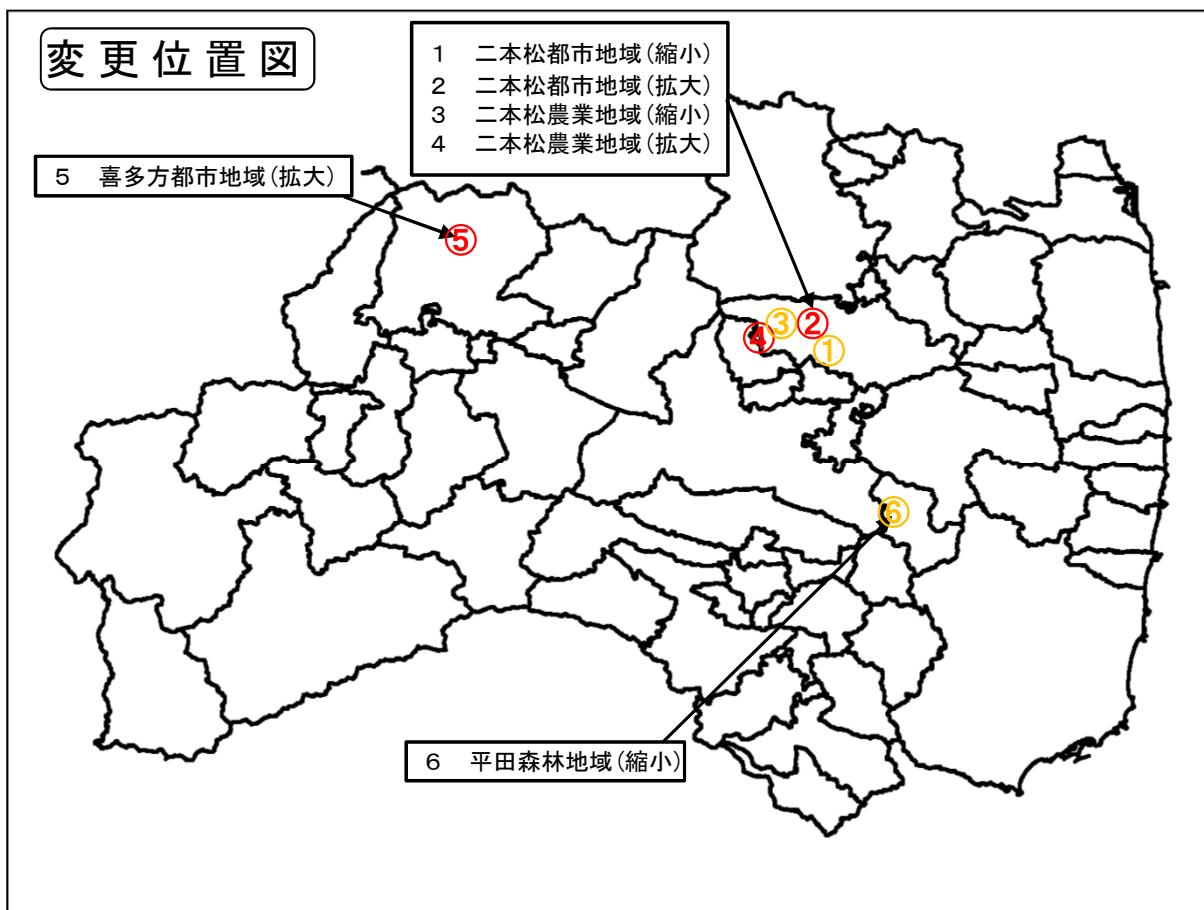 変更位置図
１　二本松都市地域(縮小)
２　二本松都市地域(拡大)
３　二本松農業地域(縮小)
４　二本松農業地域(拡大)
５　喜多方都市地域(拡大)
⑤
③
②
④
①
⑥
６　平田森林地域(縮小)